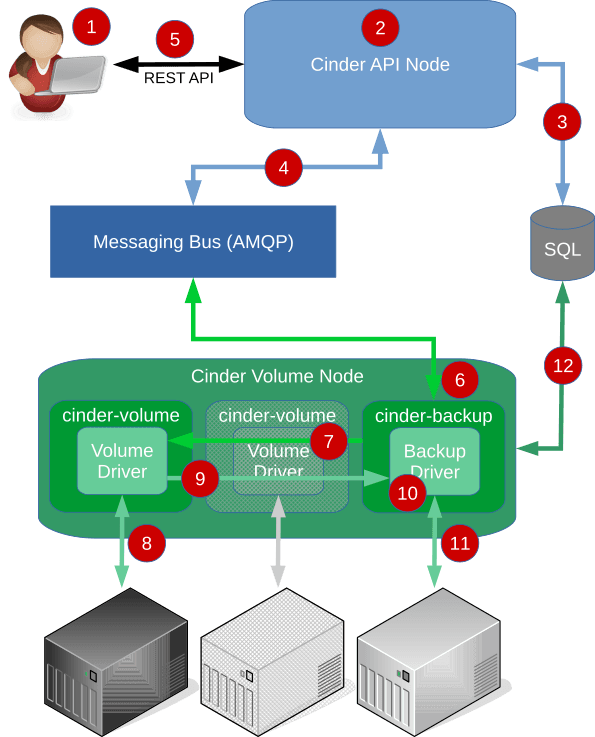 1
5
2
REST API
Cinder API Node
3
4
Messaging Bus (AMQP)
SQL
Cinder Volume Node
6
12
cinder-volume
cinder-volume
cinder-backup
Volume
Driver
7
Volume
Driver
Backup
Driver
9
10
8
11